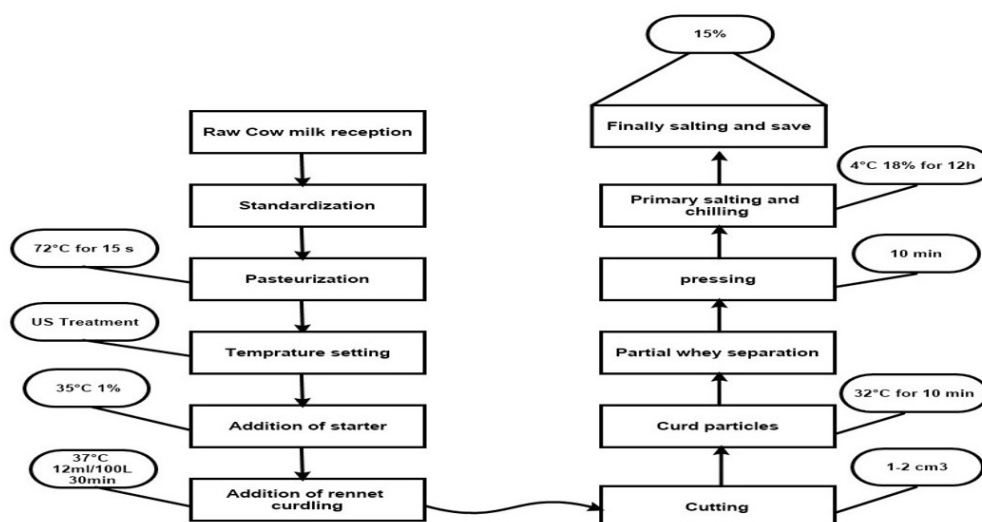 Raw Cow milk reception
Standardization
72°C for 15 s
Pasteurization
US Treatment
Temprature setting
35°C 1%
Addition of starter
37°C
12ml/100L
30min
Addition of rennet
curdling
Cutting
1-2 cm3
Curd particles
32°C for 10 min
Partial whey separation
pressing
10 min
Primary salting and
chilling
4°C 18% for 12h
Finally salting and save
15%